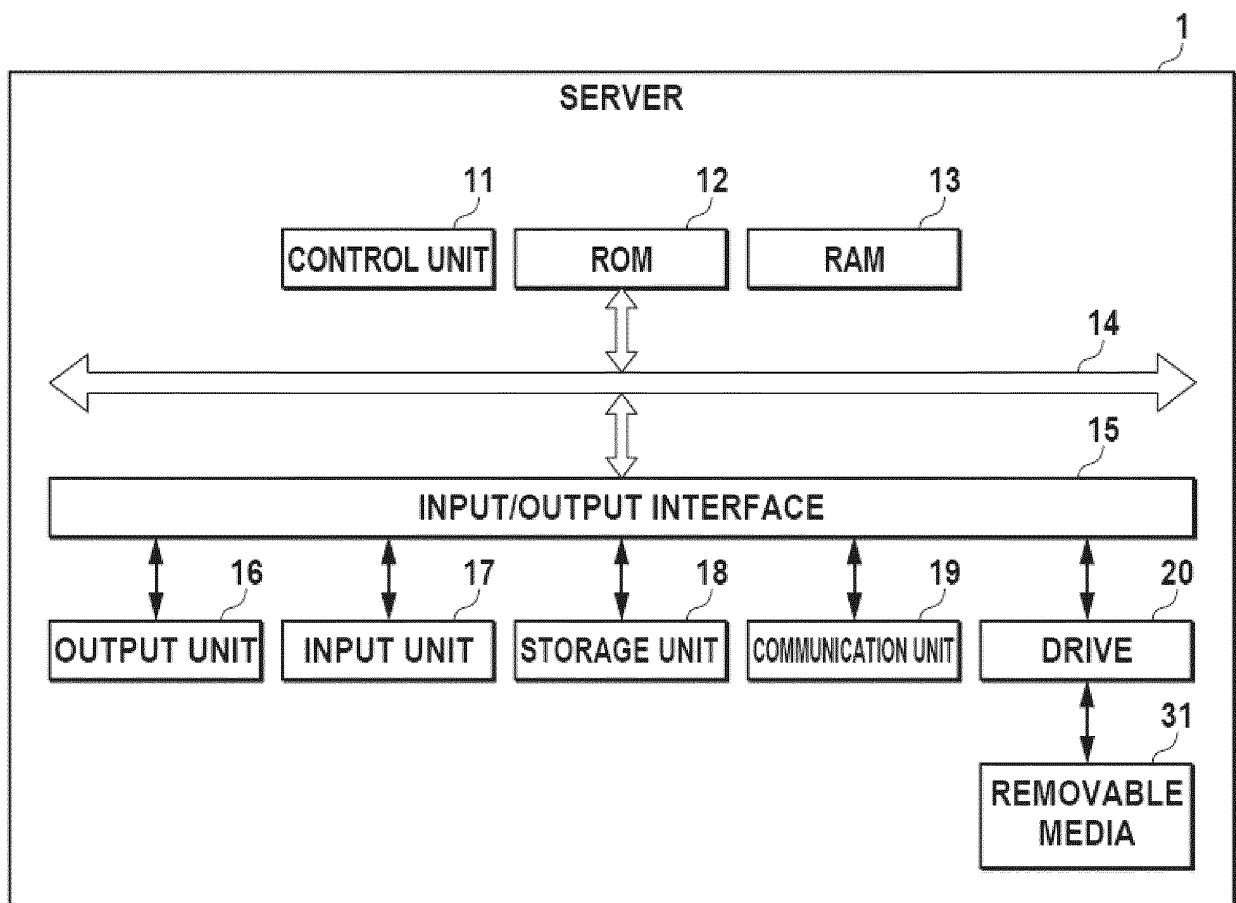 1
SERVER
11
12
13
CONTROL UNIT
ROM
RAM
14
15
INPUT/OUTPUT INTERFACE
16
17
18
19
20
OUTPUT UNIT
INPUT UNIT
STORAGE UNIT
COMMUNICATION UNIT
DRIVE
31
REMOVABLE
MEDIA